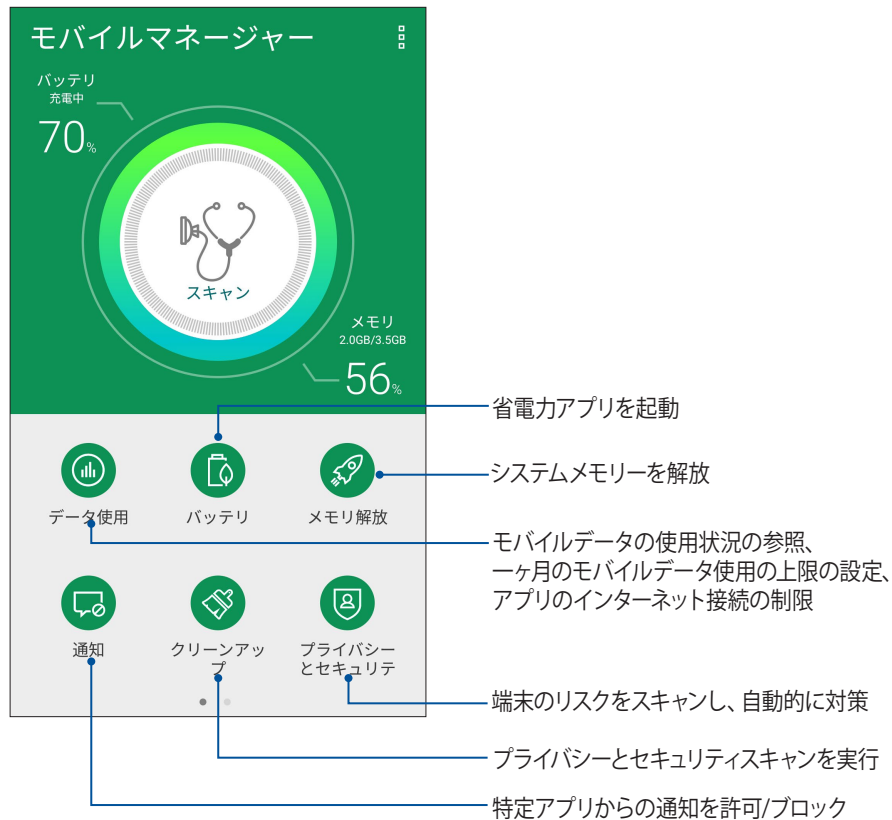 モバイルマネージャー
バッテリ
充電中
70%
スキャン
メモリ
2.0GB/3.5GB
56%
省電力アプリを起動
システムメモリーを解放
データ使用
バッテリ
メモリ解放
モバイルデータの使用状況の参照、
一ヶ月のモバイルデータ使用の上限の設定、
アプリのインターネット接続の制限
通知
クリーンアッ
プ
プライバシー
とセキュリテ
端末のリスクをスキャンし、自動的に対策
プライバシーとセキュリティスキャンを実行
特定アプリからの通知を許可/ブロック